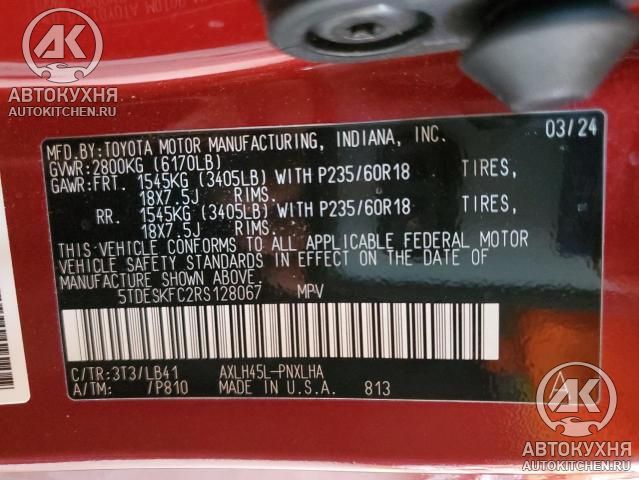 АК
АВТОКУХНЯ
AUTOKITCHEN.RU
MFD.BY:TOYOTA MOTOR MANUFACTURING, INDIANA, INC. 03/24
GVWR:2800KG (6170LB)
GAWR:FRT. 1545KG (3405LB) WITH P235/60R18 TIRES,
18X7.5J RIMS.
RR. 1545KG (3405LB) WITH P235/60R18 TIRES,
18X7.5J RIMS.
THIS VEHICLE CONFORMS TO ALL APPLICABLE FEDERAL MOTOR
VEHICLE SAFETY STANDARDS IN EFFECT ON THE DATE OF
MANUFACTURE SHOWN ABOVE.
5TDESKFC2RS128067 MPV
C/TR:3T3/LB41 AXLH45L-PNXLHA
A/TM: /P810 MADE IN U.S.A. 813
A
АК
АВТОКУХНЯ
AUTOKITCHEN.RU